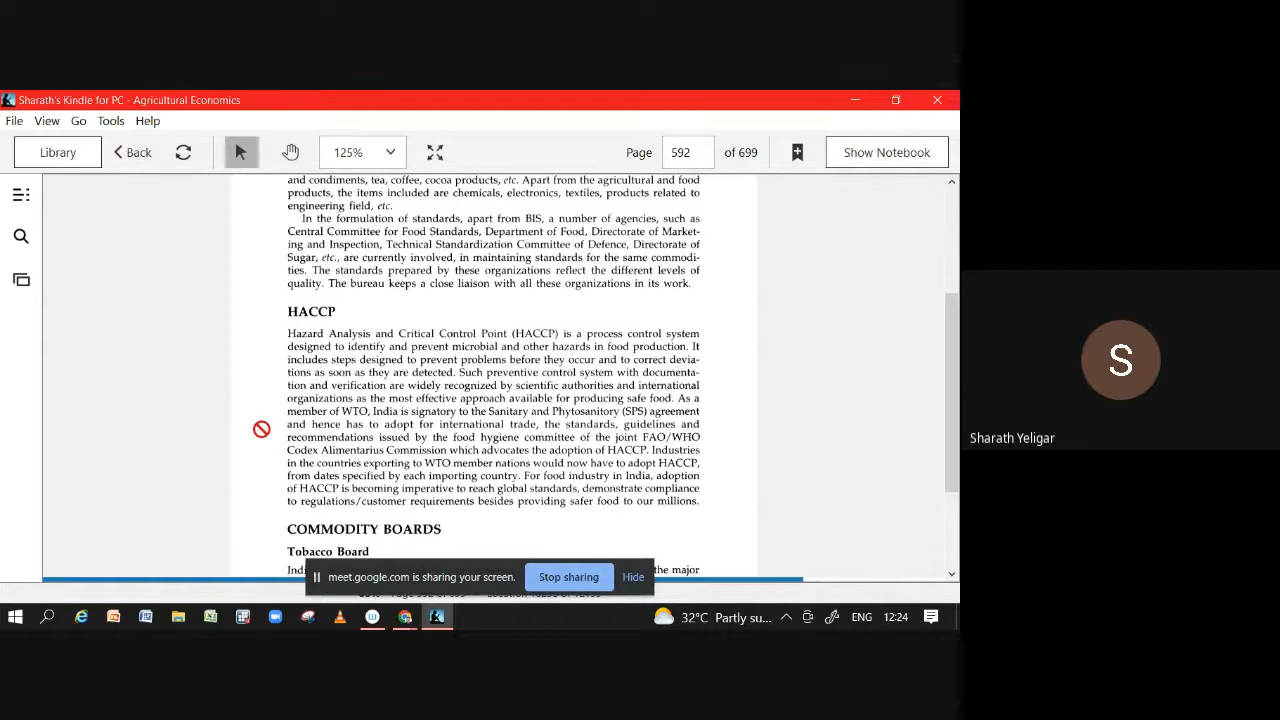 Sharath's Kindle for PC - Agricultural Economics
File View Go Tools Help
Library Back 125% Page 592 of 699 Show Notebook
and condiments, tea, coffee, cocoa products, etc. Apart from the agricultural and food
products, the items included are chemicals, electronics, textiles, products related to
engineering field, etc.
In the formulation of standards, apart from BIS, a number of agencies, such as
Central Committee for Food Standards, Department of Food, Directorate of Market-
ing and Inspection, Technical Standardization Committee of Defence, Directorate of
Sugar, etc., are currently involved, in maintaining standards for the same commodi-
ties. The standards prepared by these organizations reflect the different levels of
quality. The bureau keeps a close liaison with all these organizations in its work.
HACCP
Hazard Analysis and Critical Control Point (HACCP) is a process control system
designed to identify and prevent microbial and other hazards in food production. It
includes steps designed to prevent problems before they occur and to correct devia-
tions as soon as they are detected. Such preventive control system with documenta-
tion and verification are widely recognized by scientific authorities and international
organizations as the most effective approach available for producing safe food. As a
member of WTO, India is signatory to the Sanitary and Phytosanitory (SPS) agreement
and hence has to adopt for international trade, the standards, guidelines and
recommendations issued by the food hygiene committee of the joint FAO/WHO
Codex Alimentarius Commission which advocates the adoption of HACCP. Industries
in the countries exporting to WTO member nations would now have to adopt HACCP,
from dates specified by each importing country. For food industry in India, adoption
of HACCP is becoming imperative to reach global standards, demonstrate compliance
to regulations/customer requirements besides providing safer food to our millions.
COMMODITY BOARDS
Tobacco Board
the major
meet.google.com is sharing your screen. Stop sharing Hide
32°C Partly su... ENG 12:24
S
Sharath Yeligar